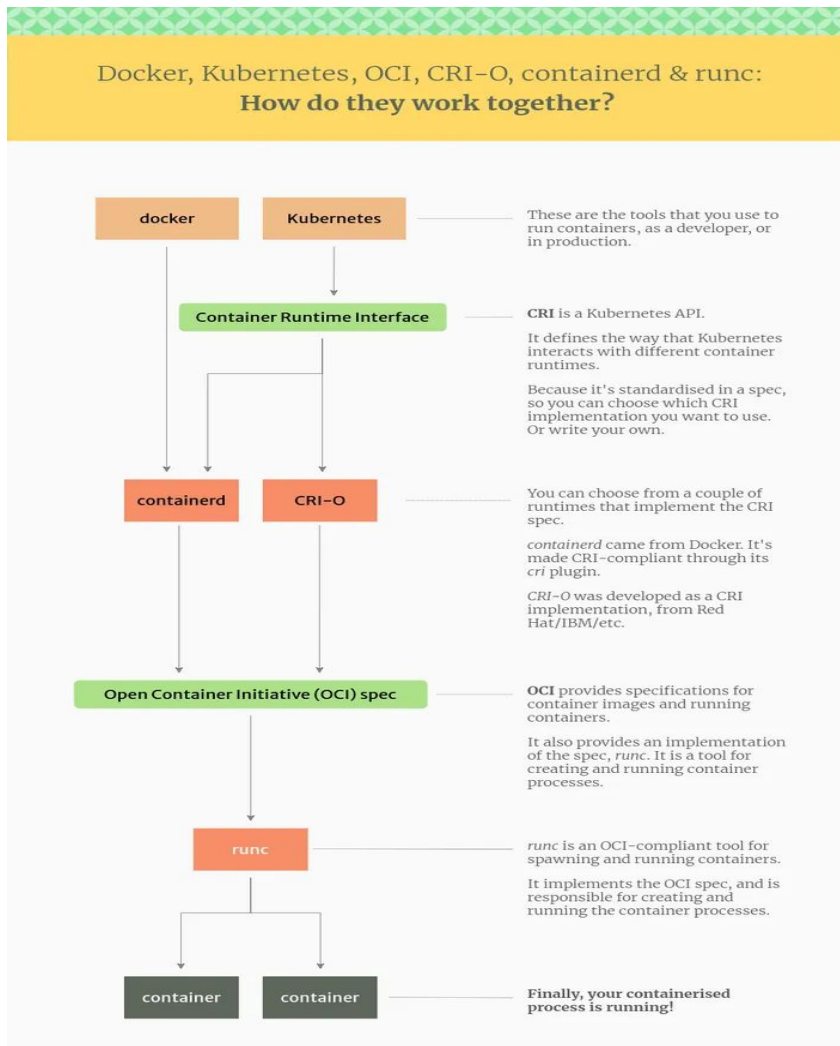 Docker, Kubernetes, OCI, CRI-O, containerd & runc:
How do they work together?
docker
Kubernetes
These are the tools that you use to
run containers, as a developer, or
in production.
Container Runtime Interface
CRI is a Kubernetes API.
It defines the way that Kubernetes
interacts with different container
runtimes.
Because it's standardised in a spec,
so you can choose which CRI
implementation you want to use.
Or write your own.
containerd
CRI-O
You can choose from a couple of
runtimes that implement the CRI
spec.
containerd came from Docker. It's
made CRI-compliant through its
cri plugin.
CRI-O was developed as a CRI
implementation, from Red
Hat/IBM/etc.
Open Container Initiative (OCI) spec
OCI provides specifications for
container images and running
containers.
It also provides an implementation
of the spec, runc. It is a tool for
creating and running container
processes.
runc
runc is an OCI-compliant tool for
spawning and running containers.
It implements the OCI spec, and is
responsible for creating and
running the container processes.
container
container
Finally, your containerised
process is running!